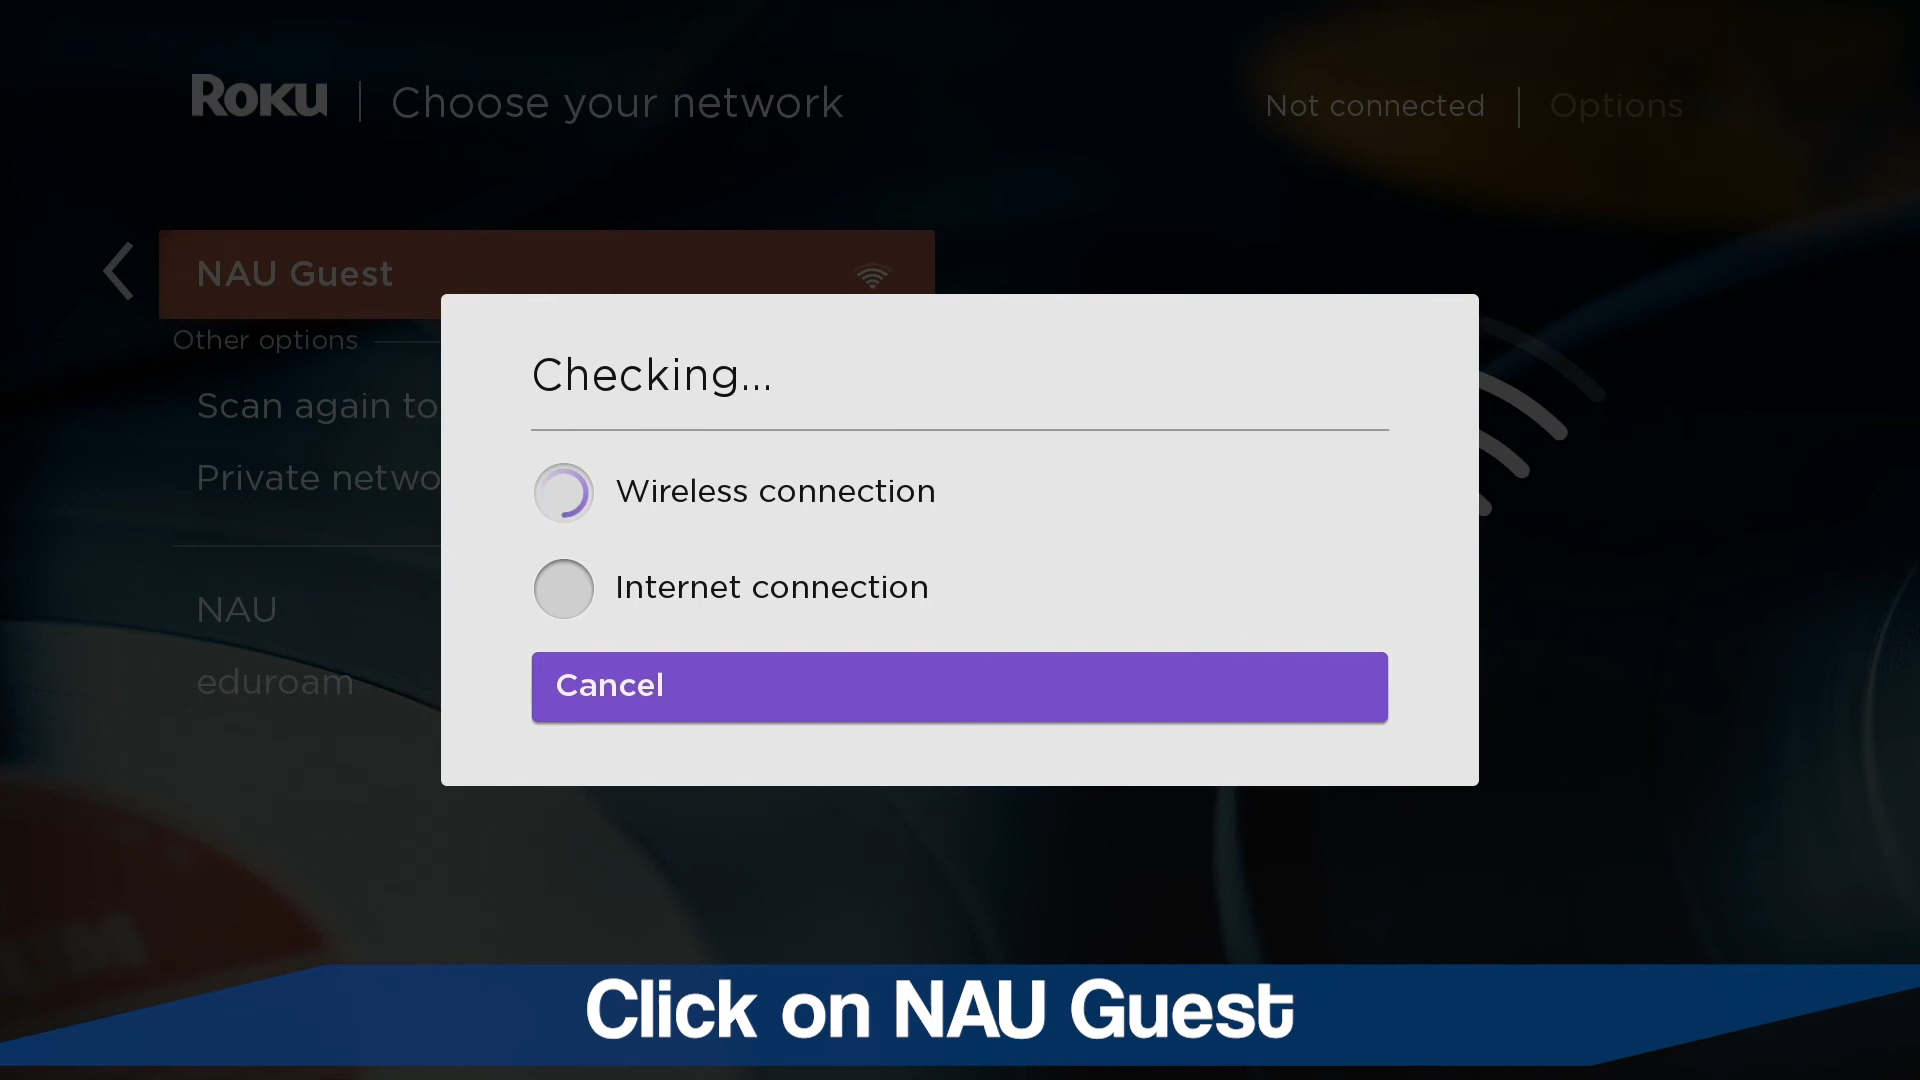 Roku | Choose your network
Not connected | Options
NAU Guest
Other options
Scan again to
Private netwo
NAU
eduroam
Checking...
Wireless connection
Internet connection
Cancel
Click on NAU Guest